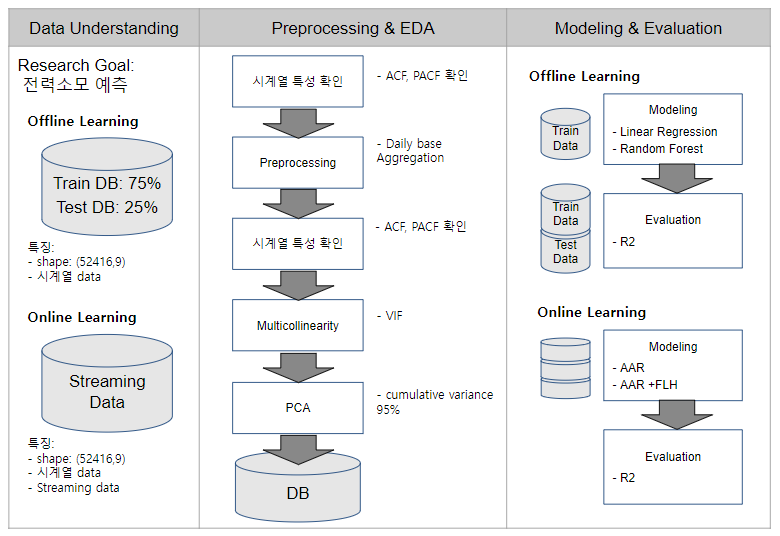 Data Understanding
Research Goal:
전력소모 예측
Offline Learning
Train DB: 75%
Test DB: 25%
특징:
- shape: (52416,9)
- 시계열 data
Online Learning
Streaming
Data
특징:
- shape: (52416,9)
- 시계열 data
- Streaming data
Preprocessing & EDA
시계열 특성 확인
- ACF, PACF 확인
Preprocessing
- Daily base
Aggregation
시계열 특성 확인
- ACF, PACF 확인
Multicollinearity
- VIF
PCA
- cumulative variance
95%
DB
Modeling & Evaluation
Offline Learning
Train
Data
Modeling
- Linear Regression
- Random Forest
Train
Data
Test
Data
Evaluation
- R2
Online Learning
Modeling
- AAR
- AAR +FLH
Evaluation
- R2